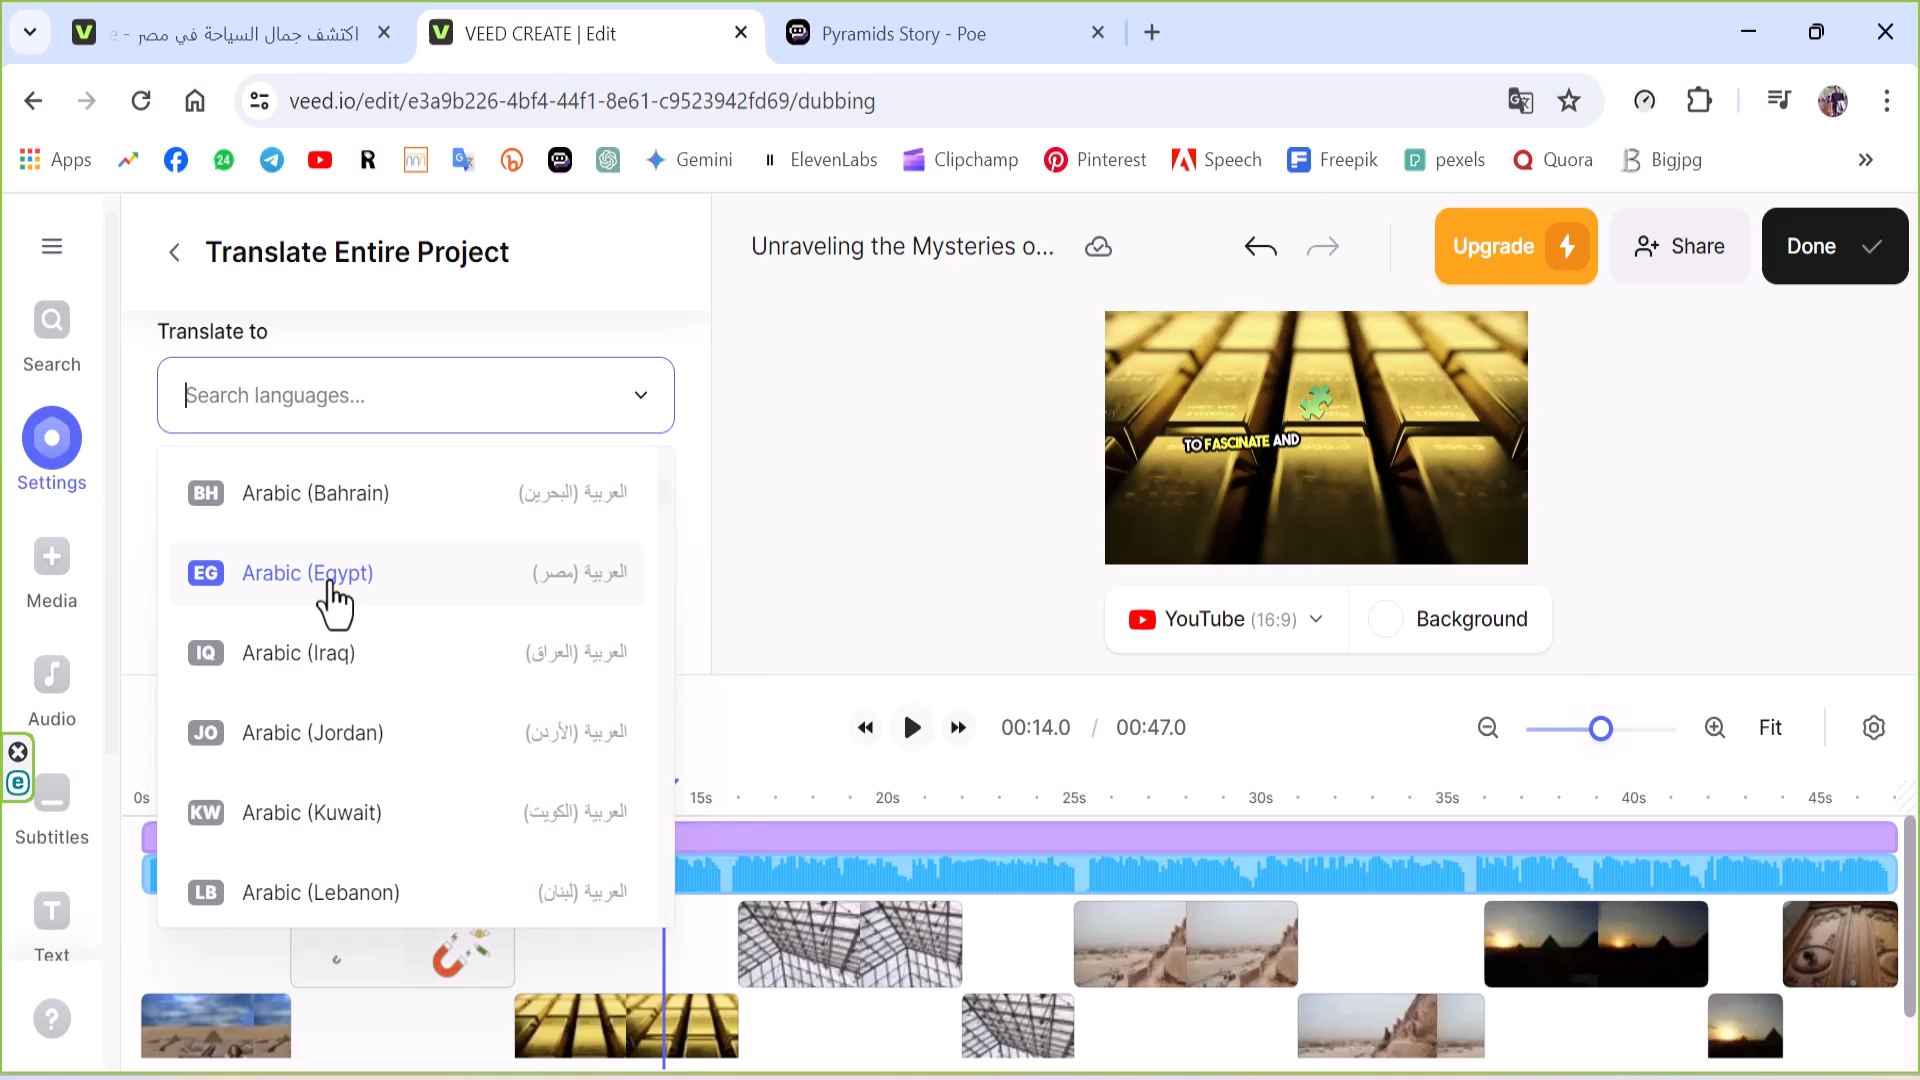 اكتشف جمال السياحة في مصر - e
VEED CREATE | Edit
Pyramids Story - Poe
veed.io/edit/e3a9b226-4bf4-44f1-8e61-c9523942fd69/dubbing
Apps
24
R
Gemini
ElevenLabs
Clipchamp
Pinterest
Speech
Freepik
pexels
Quora
Bigjpg
Translate Entire Project
Unraveling the Mysteries o...
Upgrade
Share
Done
Search
Settings
Media
Audio
Subtitles
Text
Translate to
Search languages...
BH Arabic (Bahrain) العربية (البحرين)
EG Arabic (Egypt) العربية (مصر)
IQ Arabic (Iraq) العربية (العراق)
JO Arabic (Jordan) العربية (الأردن)
KW Arabic (Kuwait) العربية (الكويت)
LB Arabic (Lebanon) العربية (لبنان)
TO FASCINATE AND
YouTube (16:9)
Background
00:14.0 / 00:47.0
Fit
0s 15s 20s 25s 30s 35s 40s 45s